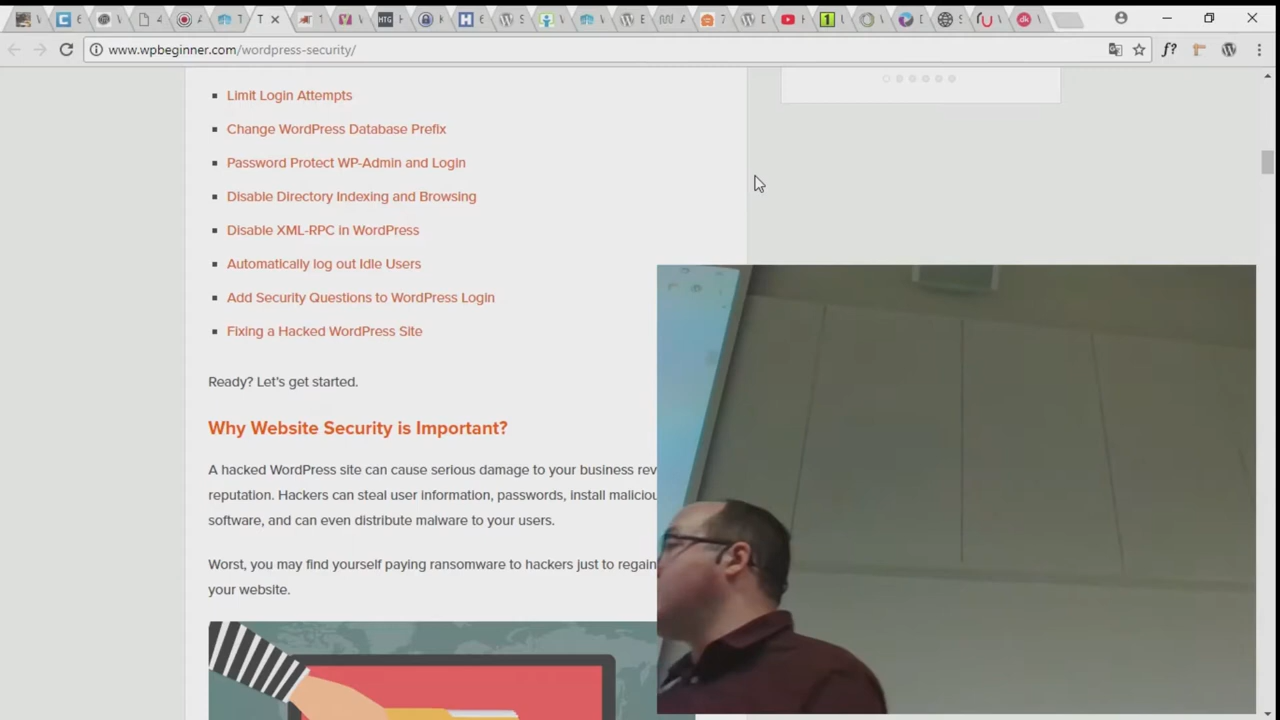 www.wpbeginner.com/wordpress-security/
Limit Login Attempts
Change WordPress Database Prefix
Password Protect WP-Admin and Login
Disable Directory Indexing and Browsing
Disable XML-RPC in WordPress
Automatically log out Idle Users
Add Security Questions to WordPress Login
Fixing a Hacked WordPress Site
Ready? Let's get started.
Why Website Security is Important?
A hacked WordPress site can cause serious damage to your business rev
reputation. Hackers can steal user information, passwords, install maliciou
software, and can even distribute malware to your users.
Worst, you may find yourself paying ransomware to hackers just to regain
your website.